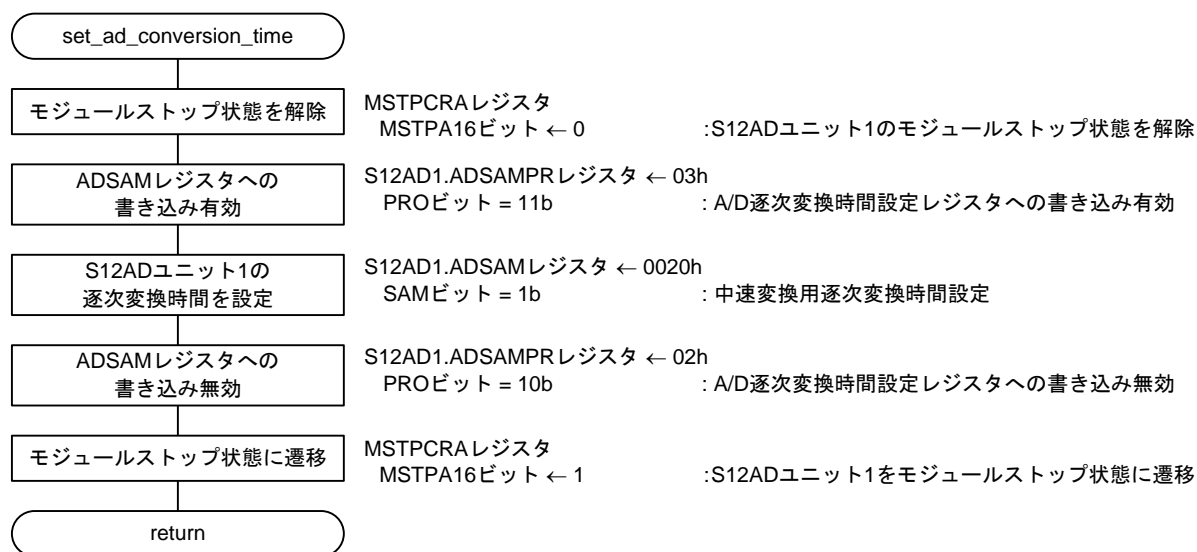 set_ad_conversion_time
モジュールストップ状態を解除
MSTPCRAレジスタ
MSTPA16ビット ← 0 :S12ADユニット1のモジュールストップ状態を解除
ADSAMレジスタへの
書き込み有効
S12AD1.ADSAMPRレジスタ ← 03h
PROビット = 11b : A/D逐次変換時間設定レジスタへの書き込み有効
S12ADユニット1の
逐次変換時間を設定
S12AD1.ADSAMレジスタ ← 0020h
SAMビット = 1b : 中速変換用逐次変換時間設定
ADSAMレジスタへの
書き込み無効
S12AD1.ADSAMPRレジスタ ← 02h
PROビット = 10b : A/D逐次変換時間設定レジスタへの書き込み無効
モジュールストップ状態に遷移
MSTPCRAレジスタ
MSTPA16ビット ← 1 :S12ADユニット1をモジュールストップ状態に遷移
return